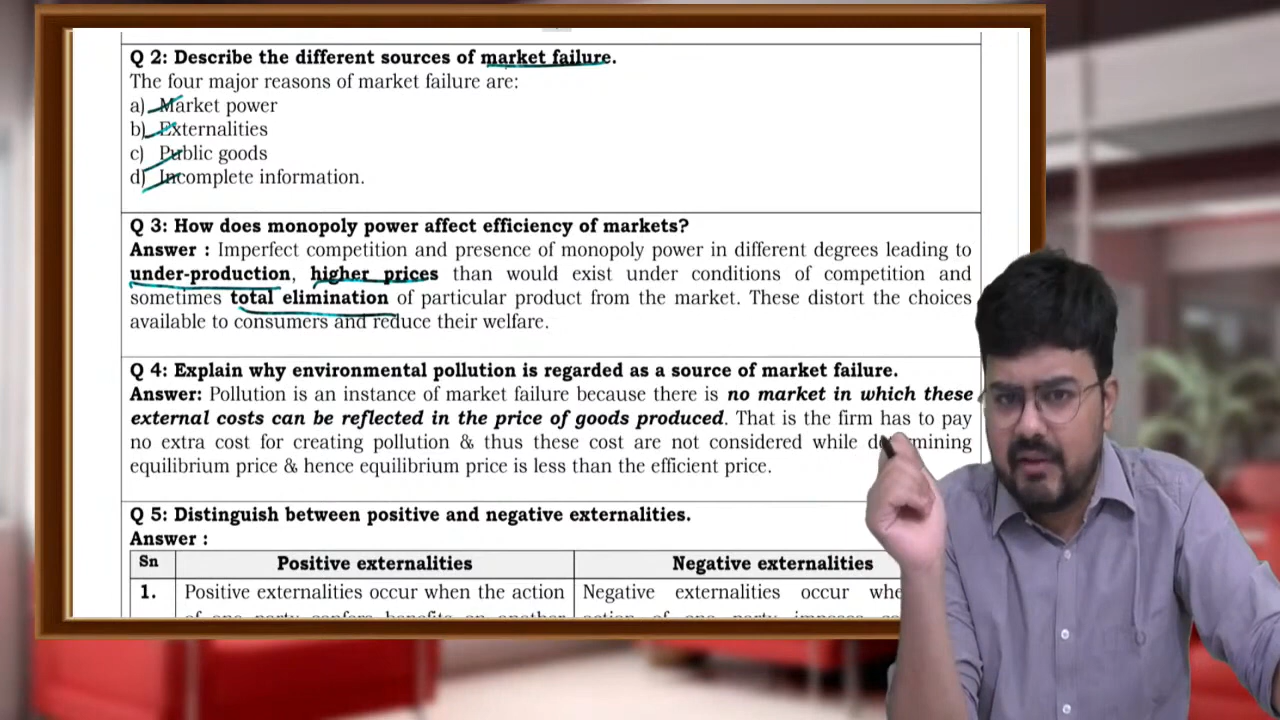 Q 2: Describe the different sources of market failure.
The four major reasons of market failure are:
a) Market power
b) Externalities
c) Public goods
d) Incomplete information.
Q 3: How does monopoly power affect efficiency of markets?
Answer : Imperfect competition and presence of monopoly power in different degrees leading to
under-production, higher prices than would exist under conditions of competition and
sometimes total elimination of particular product from the market. These distort the choices
available to consumers and reduce their welfare.
Q 4: Explain why environmental pollution is regarded as a source of market failure.
Answer: Pollution is an instance of market failure because there is no market in which these
external costs can be reflected in the price of goods produced. That is the firm has to pay
no extra cost for creating pollution & thus these cost are not considered while determining
equilibrium price & hence equilibrium price is less than the efficient price.
Q 5: Distinguish between positive and negative externalities.
Answer :
Sn Positive externalities Negative externalities
1. Positive externalities occur when the action Negative externalities occur
of one party confers benefits on another